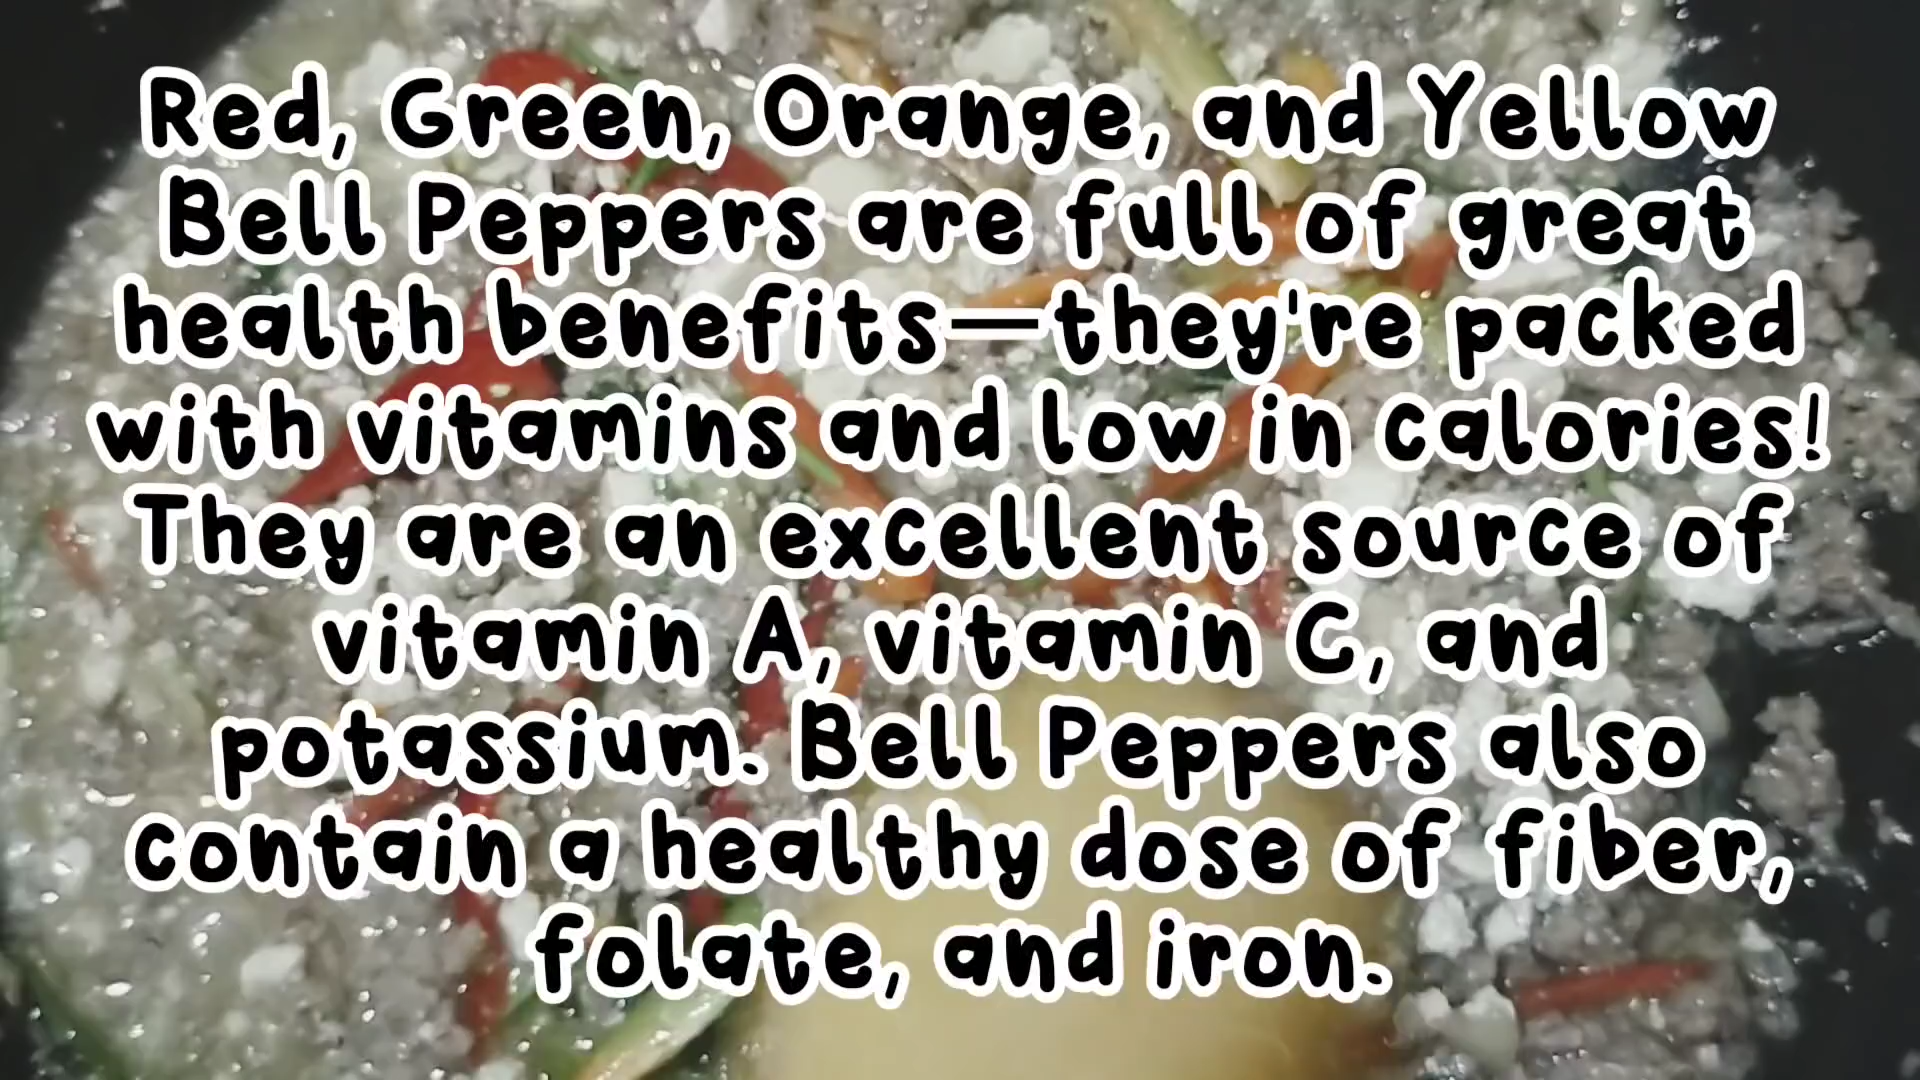 Red, Green, Orange, and Yellow
Bell Peppers are full of great
health benefits—they're packed
with vitamins and low in calories!
They are an excellent source of
vitamin A, vitamin C, and
potassium. Bell Peppers also
contain a healthy dose of fiber,
folate, and iron.